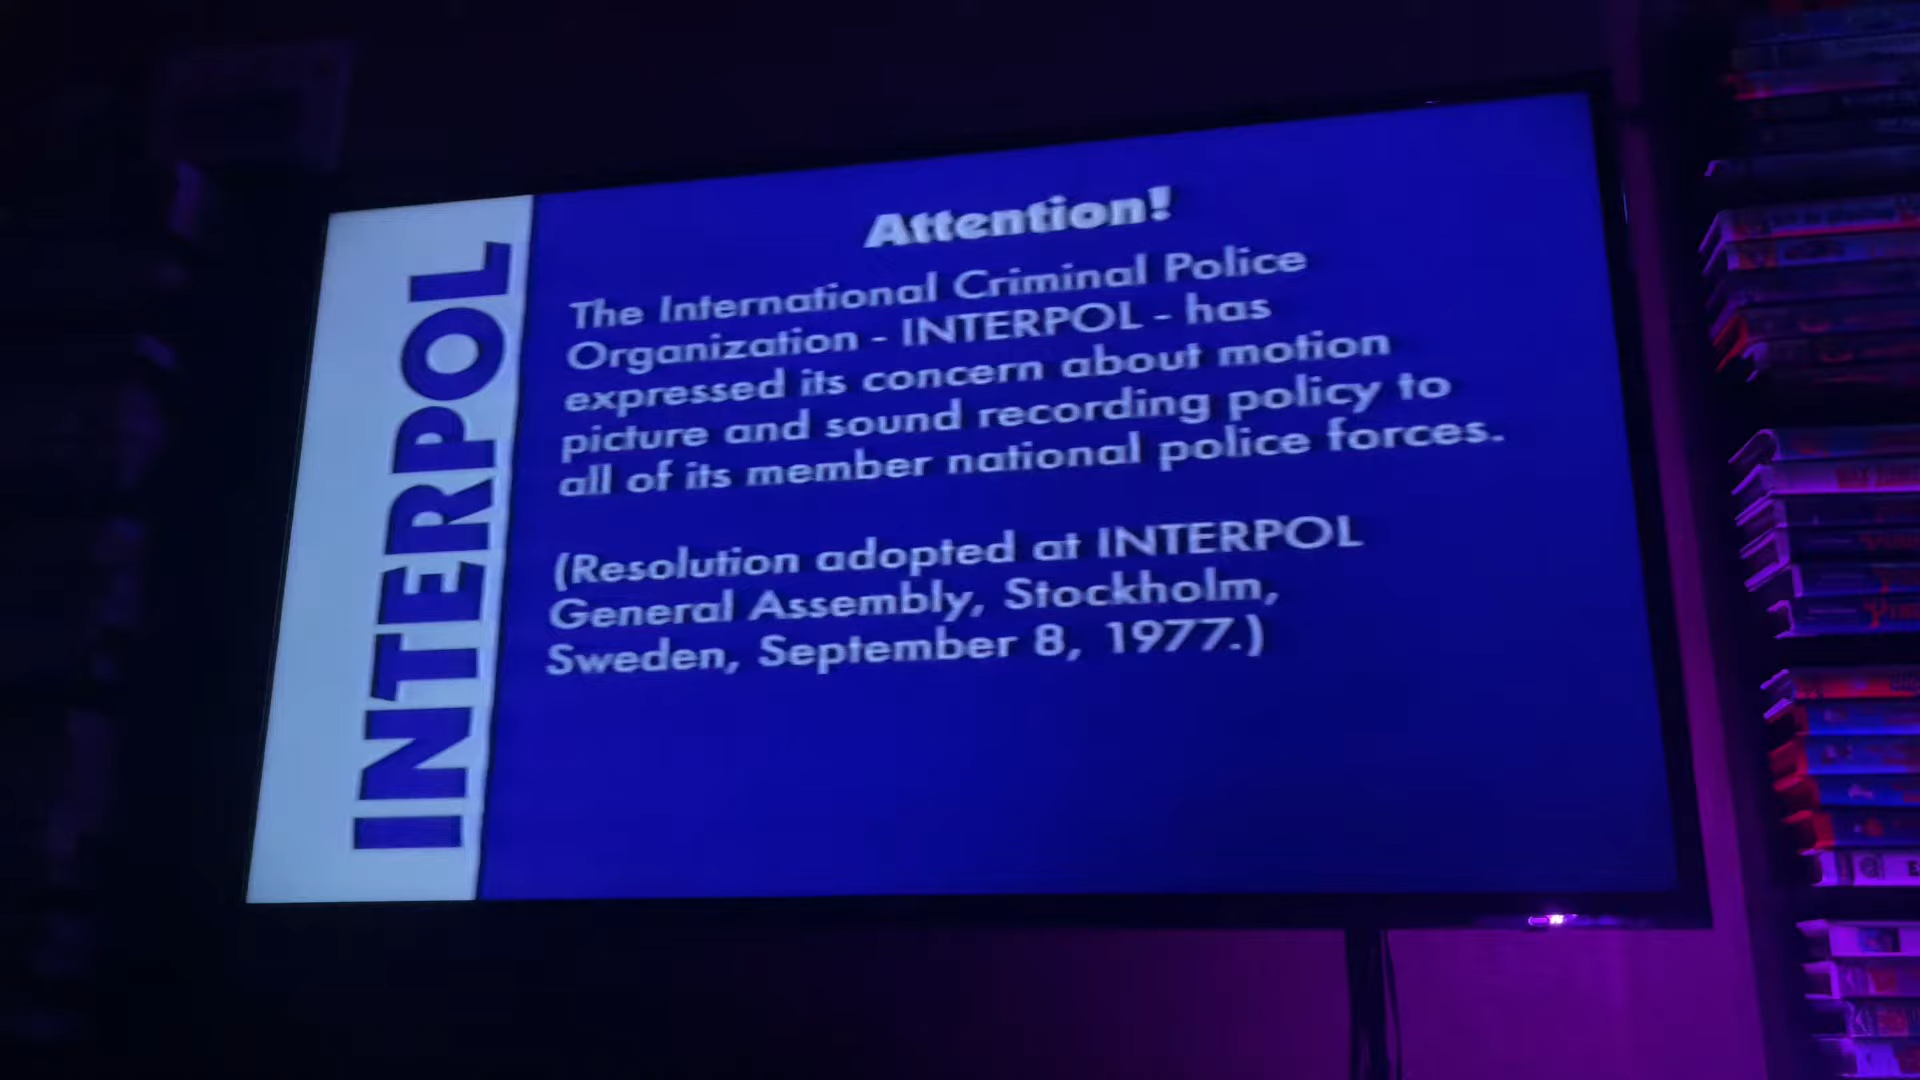 INTERPOL
Attention!
The International Criminal Police
Organization - INTERPOL - has
expressed its concern about motion
picture and sound recording policy to
all of its member national police forces.
(Resolution adopted at INTERPOL
General Assembly, Stockholm,
Sweden, September 8, 1977.)